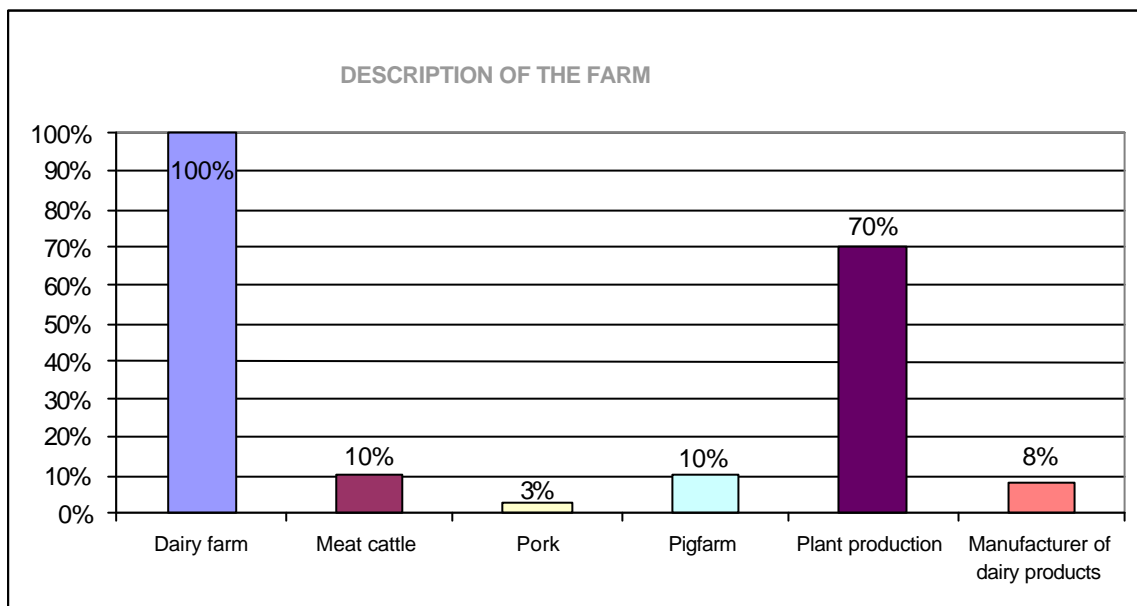 DESCRIPTION OF THE FARM
100%
90%
80%
70%
60%
50%
40%
30%
20%
10%
0%
100%
10%
3%
10%
70%
8%
Dairy farm
Meat cattle
Pork
Pigfarm
Plant production
Manufacturer of
dairy products